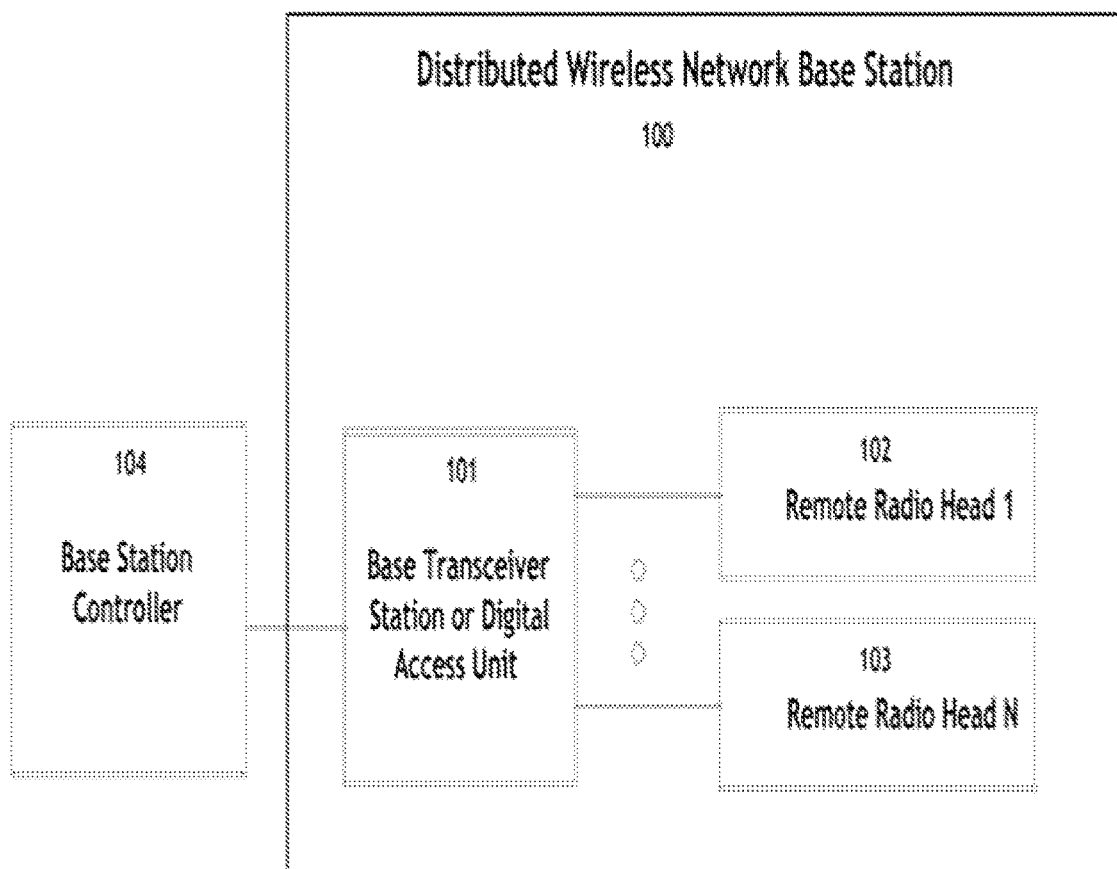 Distributed Wireless Network Base Station
100
104
Base Station
Controller
101
Base Transceiver
Station or Digital
Access Unit
102
Remote Radio Head 1
103
Remote Radio Head N